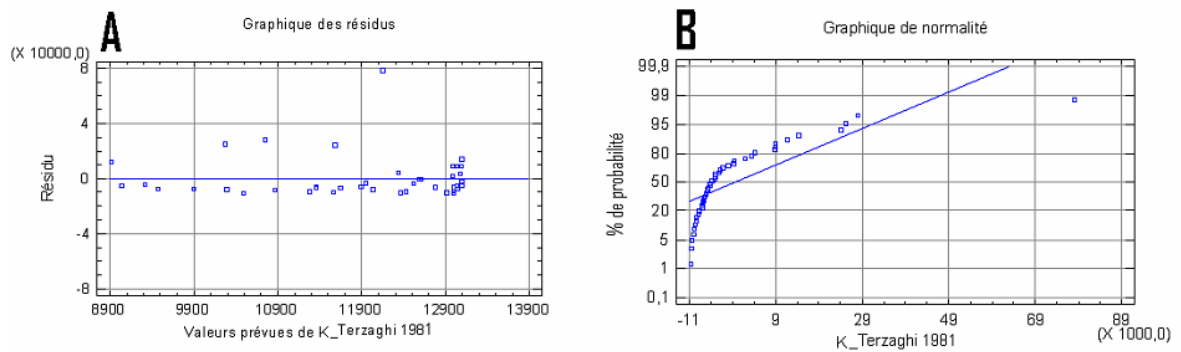 A
Graphique des résidus
(X 10000,0)
8
4
0
-4
-8
Résidu
8900 9900 10900 11900 12900 13900
Valeurs prévues de K_Terzaghi 1981
B
Graphique de normalité
99,9
99
95
80
50
20
5
1
0,1
% de probabilité
-11 9 29 49 69 89
K_Terzaghi 1981
(X 1000,0)